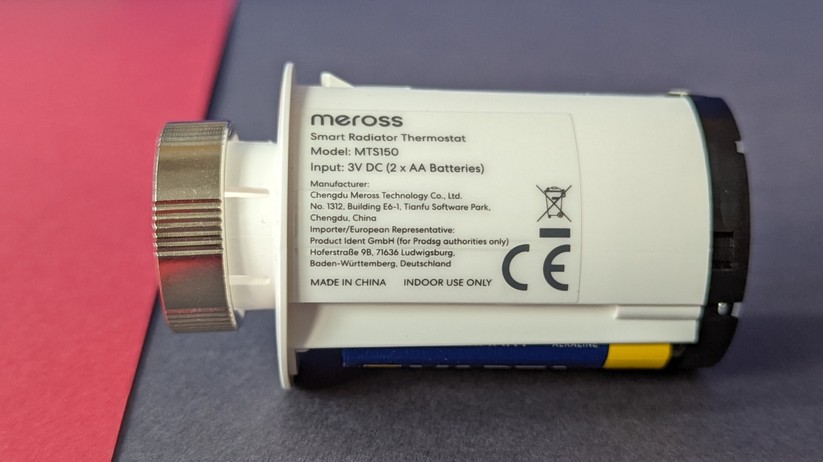 meross
Smart Radiator Thermostat
Model: MTS150
Input: 3V DC (2 x AA Batteries)
Manufacturer:
Chengdu Meross Technology Co., Ltd.
No. 1312, Building E6-1, Tianfu Software Park,
Chengdu, China
Importer/European Representative:
Product Ident GmbH (for Prodsg authorities only)
Hoferstraße 9B, 71636 Ludwigsburg,
Baden-Württemberg, Deutschland
MADE IN CHINA INDOOR USE ONLY
CE
ALKALINE